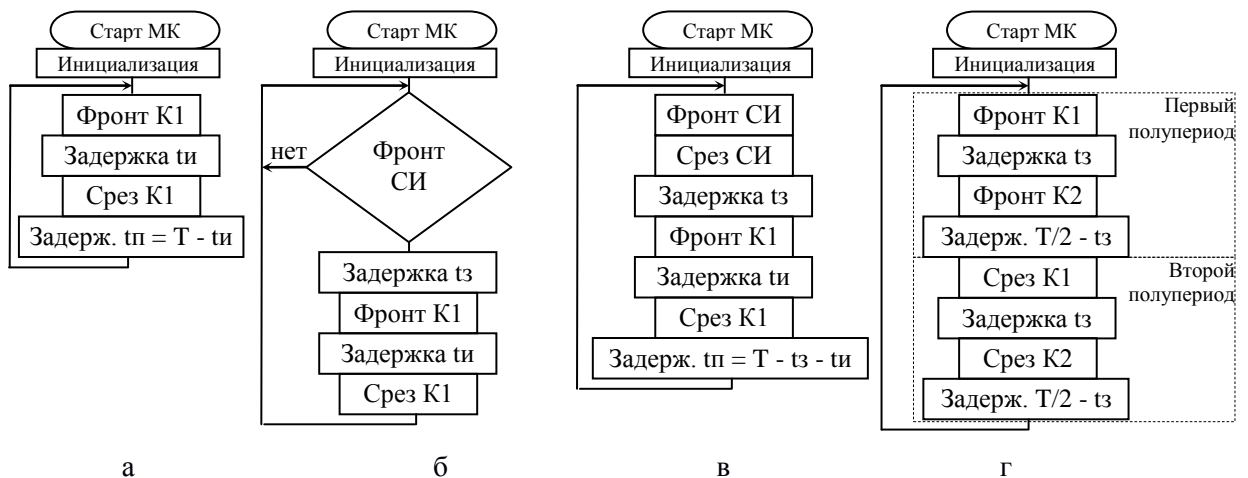 Старт МК
Инициализация
Фронт К1
Задержка tи
Срез К1
Задерж. tп = T - tи
а
Старт МК
Инициализация
Фронт
СИ
нет
Задержка tз
Фронт К1
Задержка tи
Срез К1
б
Старт МК
Инициализация
Фронт СИ
Срез СИ
Задержка tз
Фронт К1
Задержка tи
Срез К1
Задерж. tп = T - tз - tи
в
Старт МК
Инициализация
Первый
полупериод
Фронт К1
Задержка tз
Фронт К2
Задерж. T/2 - tз
Второй
полупериод
Срез К1
Задержка tз
Срез К2
Задерж. T/2 - tз
г